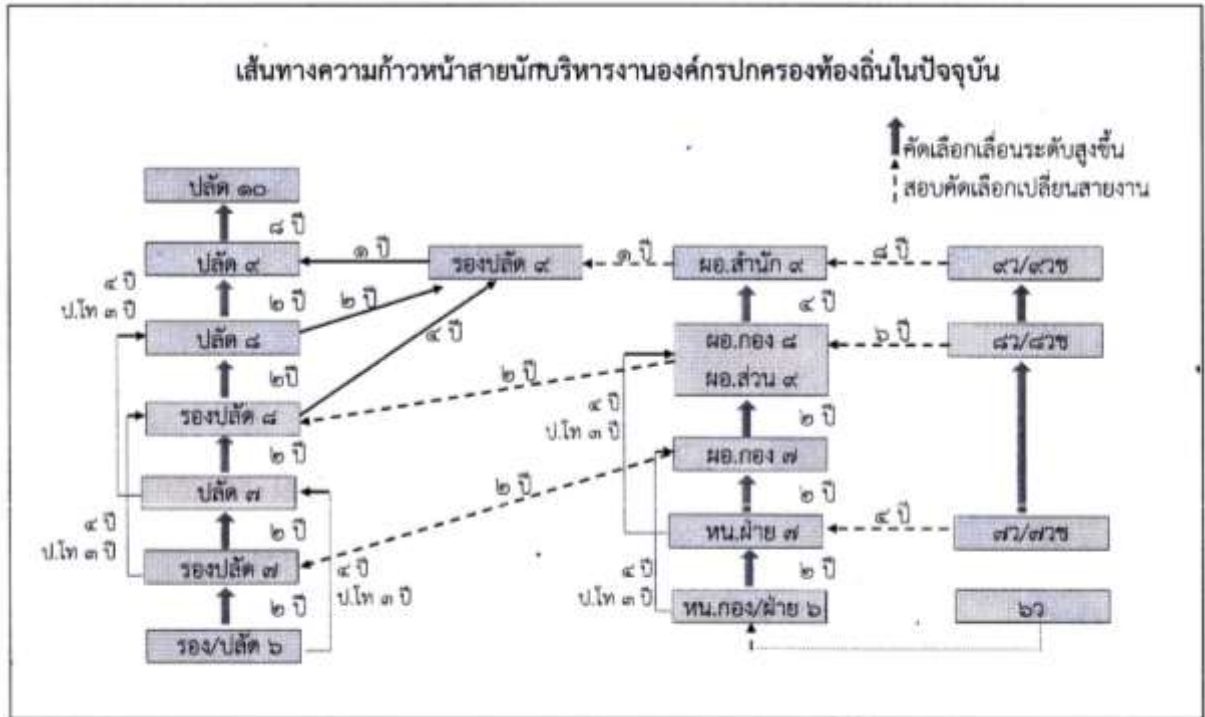 เส้นทางความก้าวหน้าสายนักบริหารงานองค์กรปกครองท้องถิ่นในปัจจุบัน
คัดเลือกเลื่อนระดับสูงขึ้น
สอบคัดเลือกเปลี่ยนสายงาน
ปลัด ๑๐
๘ ปี
ปลัด ๙
๑ ปี
รองปลัด ๙
๑ ปี
ผอ.สำนัก ๙
๘ ปี
๙ว/๙วช
๔ ปี
ป.โท ๓ ปี
๒ ปี
๒ ปี
๔ ปี
๔ ปี
ปลัด ๘
ผอ.กอง ๘
ผอ.ส่วน ๙
๖ ปี
๘ว/๘วช
๒ปี
๒ ปี
รองปลัด ๘
๔ ปี
ป.โท ๓ ปี
๒ ปี
๒ ปี
ผอ.กอง ๗
ปลัด ๗
๒ ปี
๒ ปี
๔ ปี
ป.โท ๓ ปี
๒ ปี
หน.ฝ่าย ๗
๔ ปี
๗ว/๗วช
รองปลัด ๗
๔ ปี
ป.โท ๓ ปี
๔ ปี
ป.โท ๓ ปี
๒ ปี
๒ ปี
รอง/ปลัด ๖
หน.กอง/ฝ่าย ๖
๖ว